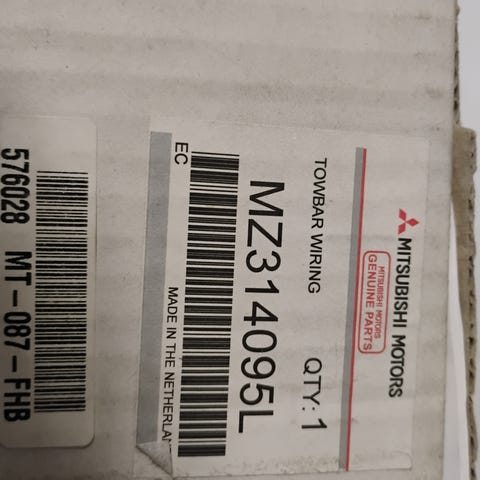 MITSUBISHI MOTORS
MITSUBISHI MOTORS
GENUINE PARTS
TOWBAR WIRING QTY: 1
MZ314095L
EC MADE IN THE
576028 MT-087-FHB